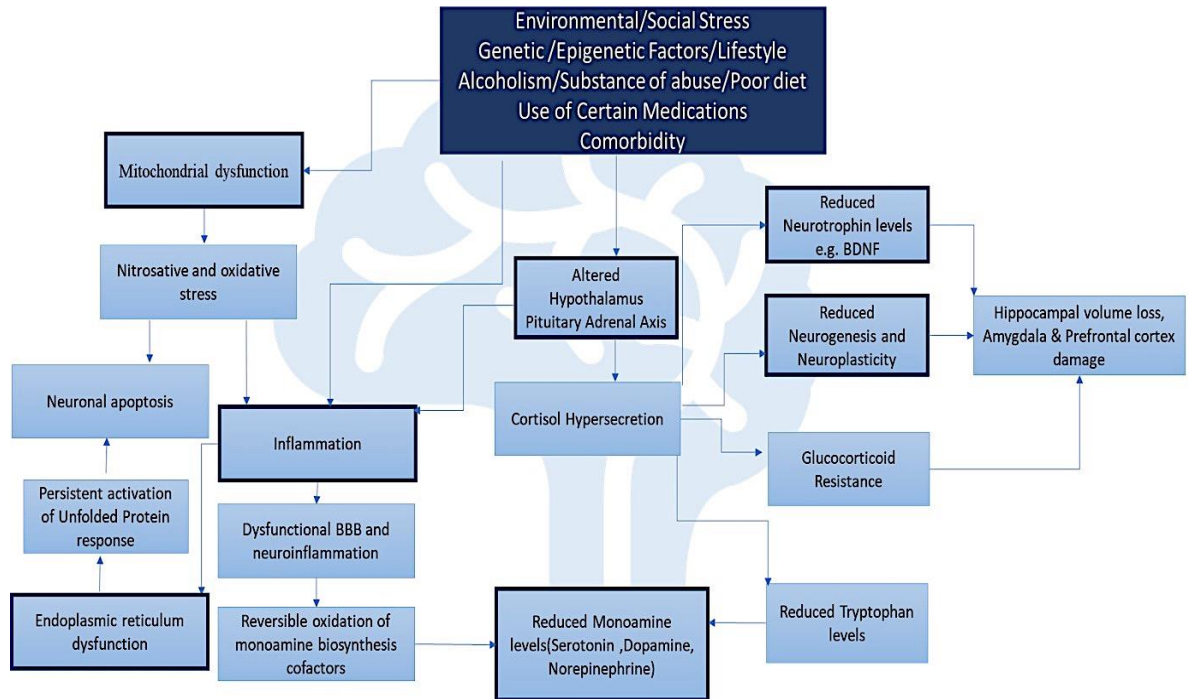 Environmental/Social Stress
Genetic /Epigenetic Factors/Lifestyle
Alcoholism/Substance of abuse/Poor diet
Use of Certain Medications
Comorbidity
Mitochondrial dysfunction
Nitrosative and oxidative
stress
Neuronal apoptosis
Persistent activation
of Unfolded Protein
response
Endoplasmic reticulum
dysfunction
Inflammation
Dysfunctional BBB and
neuroinflammation
Reversible oxidation of
monoamine biosynthesis
cofactors
Altered
Hypothalamus
Pituitary Adrenal Axis
Cortisol Hypersecretion
Reduced Monoamine
levels(Serotonin ,Dopamine,
Norepinephrine)
Reduced
Neurotrophin levels
e.g. BDNF
Reduced
Neurogenesis and
Neuroplasticity
Glucocorticoid
Resistance
Reduced Tryptophan
levels
Hippocampal volume loss,
Amygdala & Prefrontal cortex
damage